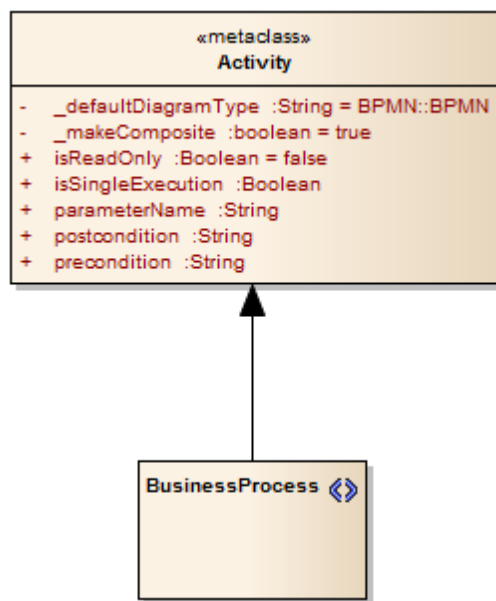 «metaclass»
Activity
- _defaultDiagramType :String = BPMN::BPMN
- _makeComposite :boolean = true
+ isReadOnly :Boolean = false
+ isSingleExecution :Boolean
+ parameterName :String
+ postcondition :String
+ precondition :String
BusinessProcess «»